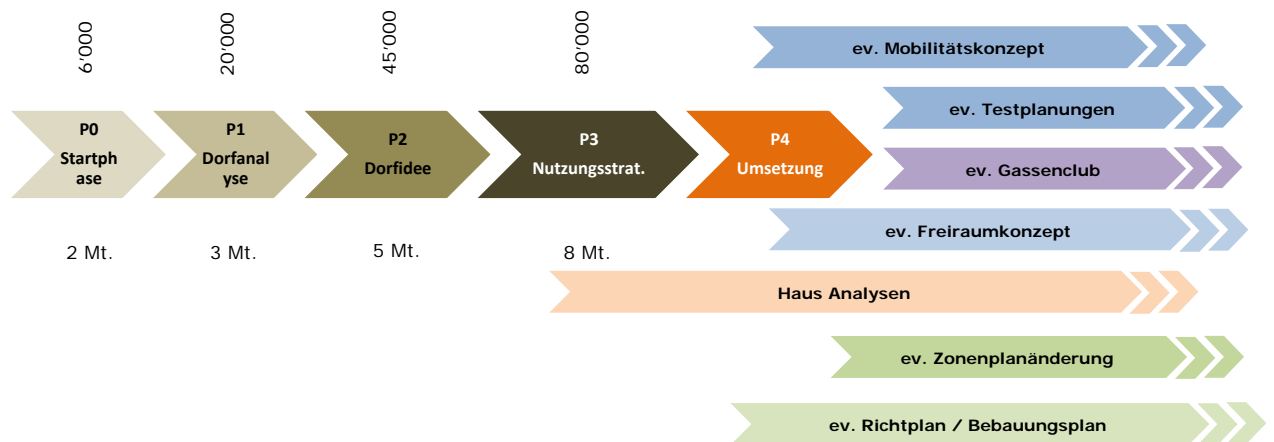 6'000
20'000
45'000
80'000
P0
Startph
ase
P1
Dorfanal
yse
P2
Dorfidee
P3
Nutzungsstrat.
P4
Umsetzung
2 Mt.
3 Mt.
5 Mt.
8 Mt.
ev. Mobilitätskonzept
ev. Testplanungen
ev. Gassenclub
ev. Freiraumkonzept
Haus Analysen
ev. Zonenplanänderung
ev. Richtplan / Bebauungsplan